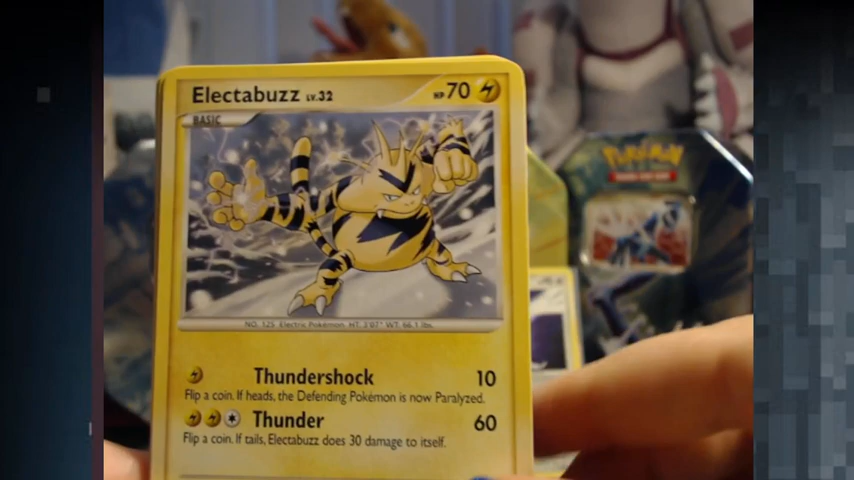 Electabuzz LV.32 HP 70
BASIC
NO. 125 Electric Pokémon HT. 3'07" WT. 66.1 lbs.
Thundershock 10
Flip a coin. If heads, the Defending Pokémon is now Paralyzed.
Thunder 60
Flip a coin. If tails, Electabuzz does 30 damage to itself.
Pokémon